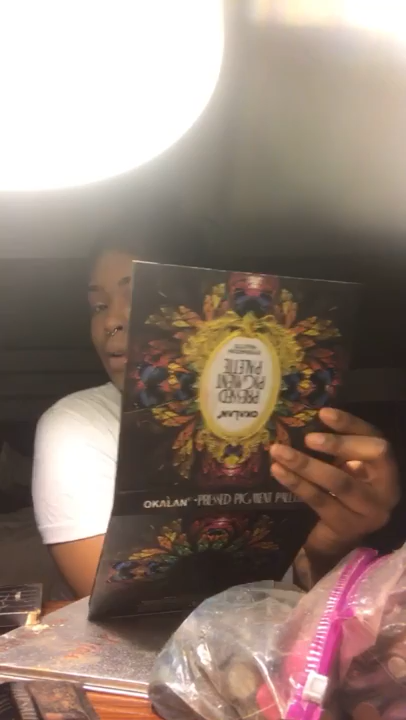 OKALAN
PRESSED
PIGMENT
PALETTE
OKALAN PRESSED PIGMENT PALETTE